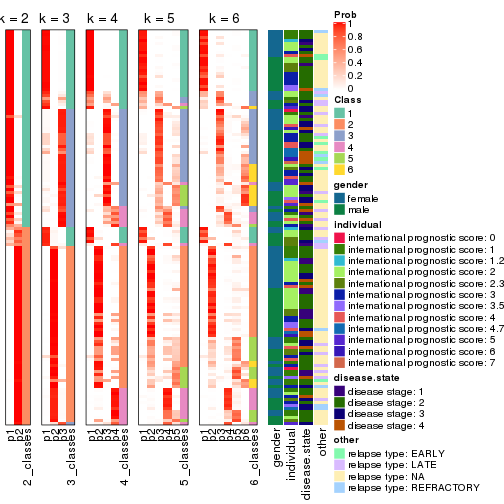 k = 2
k = 3
k = 4
k = 5
k = 6
p1
p2
2_classes
p1
p2
p3
3_classes
p1
p2
p3
p4
4_classes
p1
p2
p3
p4
p5
5_classes
p1
p2
p3
p4
p5
p6
6_classes
gender
individual
disease.state
other
Prob
1
0.8
0.6
0.4
0.2
0
Class
1
2
3
4
5
6
gender
female
male
individual
international prognostic score: 0
international prognostic score: 1
international prognostic score: 1.2
international prognostic score: 2
international prognostic score: 2.3
international prognostic score: 3
international prognostic score: 3.5
international prognostic score: 4
international prognostic score: 4.7
international prognostic score: 5
international prognostic score: 6
international prognostic score: 7
disease.state
disease stage: 1
disease stage: 2
disease stage: 3
disease stage: 4
other
relapse type: EARLY
relapse type: LATE
relapse type: NA
relapse type: REFRACTORY